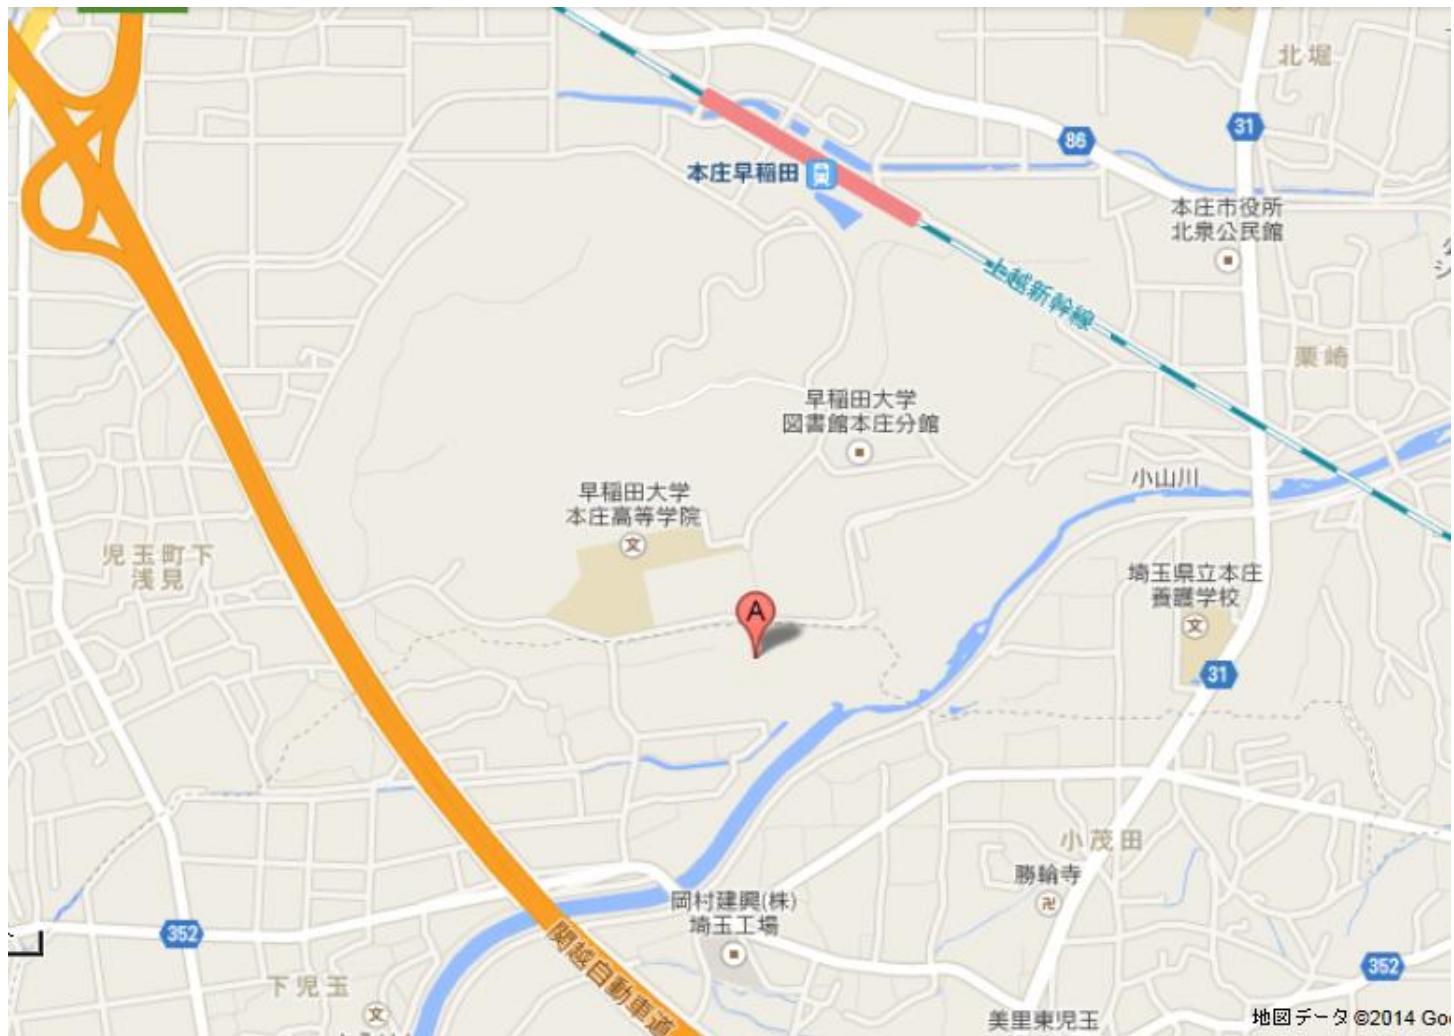 北堀
31
86
本庄早稲田
本庄市役所
北泉公民館
上越新幹線
栗崎
早稲田大学
図書館本庄分館
小山川
早稲田大学
本庄高等学院
文
児玉町下
浅見
埼玉県立本庄
養護学校
文
A
31
小茂田
勝輪寺
卍
岡村建興(株)
埼玉工場
352
関越自動車道
352
下児玉
文
美里東児玉
地図データ ©2014 Go